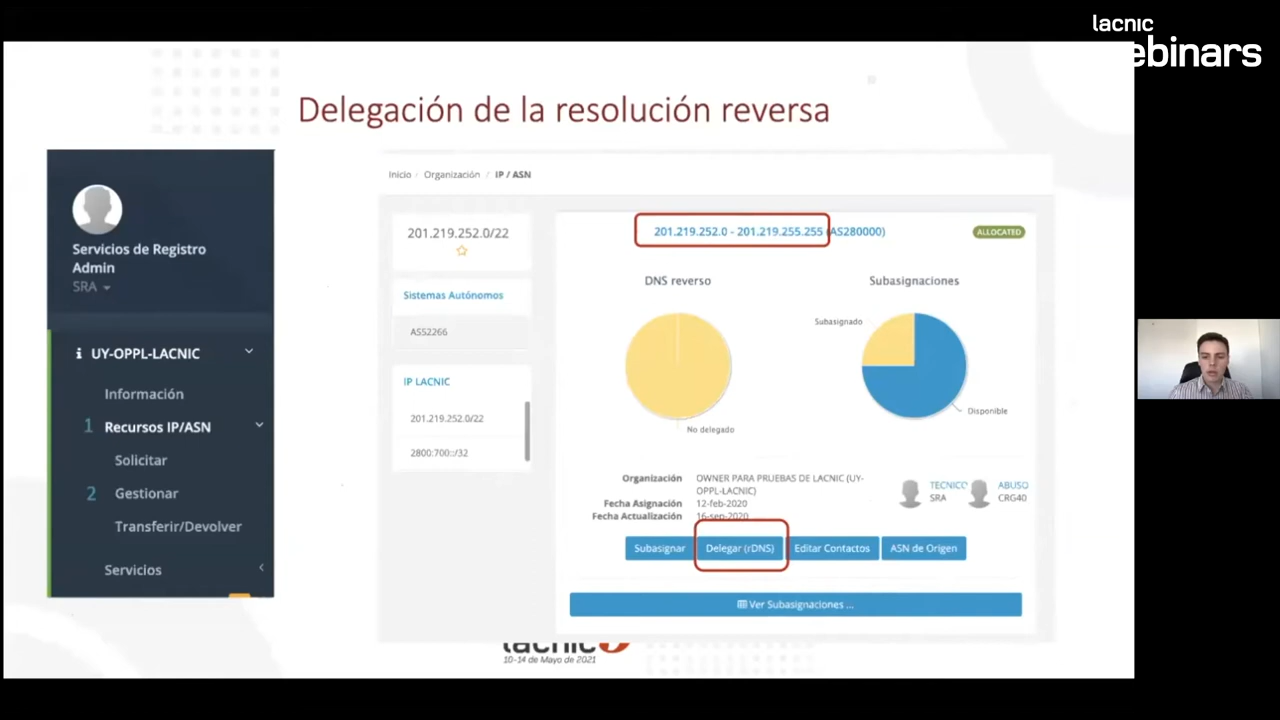 lacnic
ebinars
Delegación de la resolución reversa
Servicios de Registro
Admin
SRA
UY-OPPL-LACNIC
Información
1 Recursos IP/ASN
Solicitar
2 Gestionar
Transferir/Devolver
Servicios
Inicio / Organización / IP / ASN
201.219.252.0/22
Sistemas Autónomos
AS52266
IP LACNIC
201.219.252.0/22
2800:700::/32
201.219.252.0 - 201.219.255.255 (AS280000)
ALLOCATED
DNS reverso
No delegado
Subasignaciones
Subasignado
Disponible
Organización OWNER PARA PRUEBAS DE LACNIC (UY-
OPPL-LACNIC)
Fecha Asignación 12-feb-2020
Fecha Actualización 16-sep-2020
TECNICO
SRA
ABUSO
CRG40
Subasignar Delegar (rDNS) Editar Contactos ASN de Origen
Ver Subasignaciones ...
lacnic
10-14 de Mayo de 2021